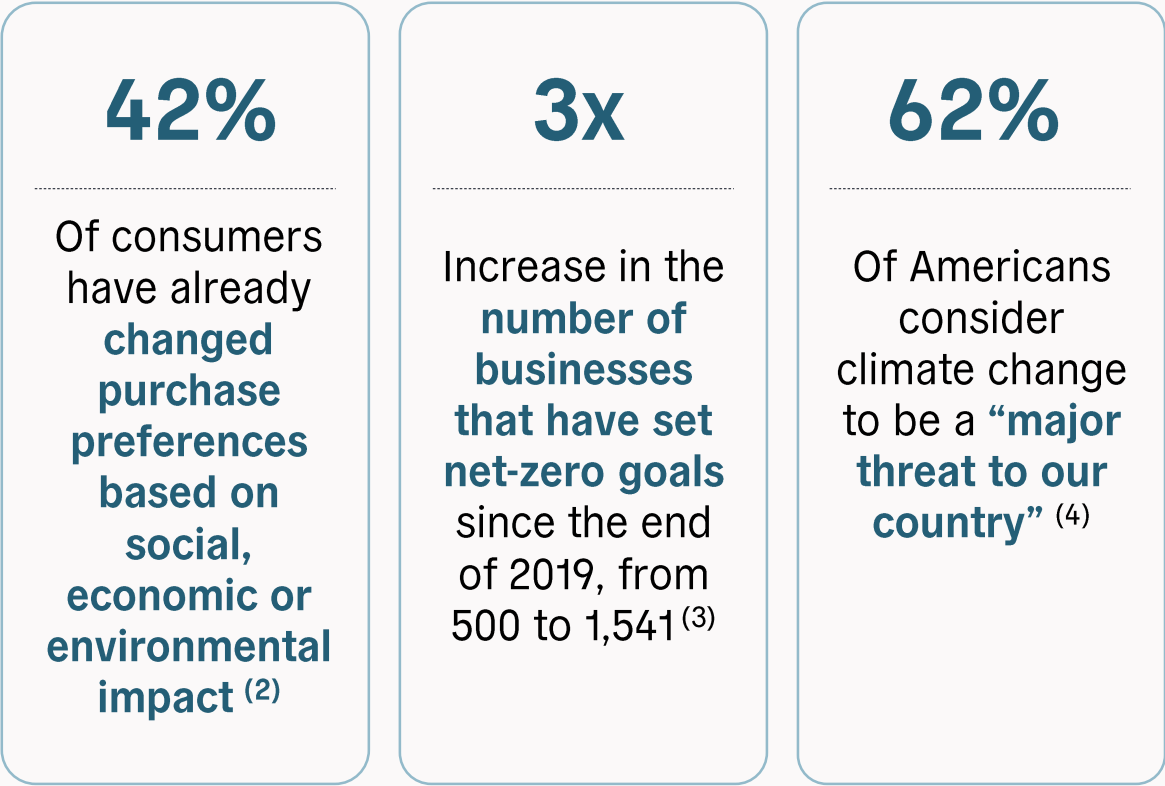 42%
Of consumers
have already
changed
purchase
preferences
based on
social,
economic or
environmental
impact (2)
3x
Increase in the
number of
businesses
that have set
net-zero goals
since the end
of 2019, from
500 to 1,541 (3)
62%
Of Americans
consider
climate change
to be a “major
threat to our
country” (4)